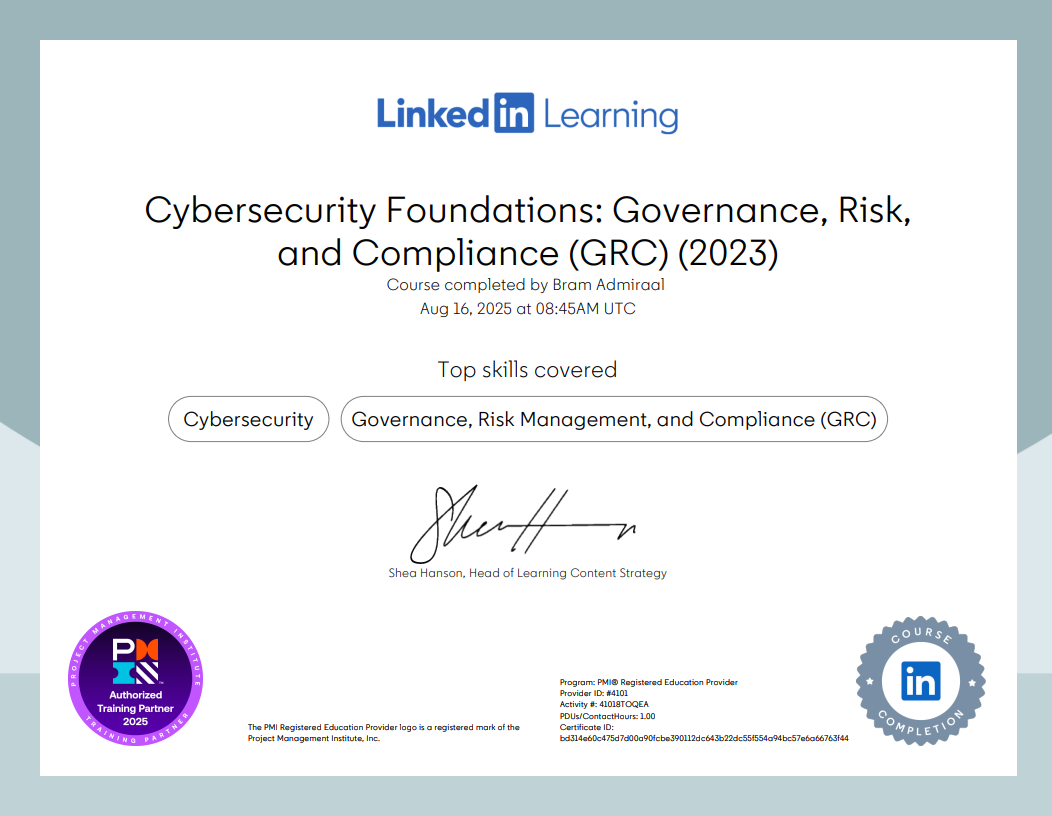 Linked in Learning
Cybersecurity Foundations: Governance, Risk,
and Compliance (GRC) (2023)
Course completed by Bram Admiraal
Aug 16, 2025 at 08:45AM UTC
Top skills covered
Cybersecurity
Governance, Risk Management, and Compliance (GRC)
Shea Hanson, Head of Learning Content Strategy
PROJECT MANAGEMENT INSTITUTE
PM
Authorized
Training Partner
2025
TRAINING PARTNER
The PMI Registered Education Provider logo is a registered mark of the
Project Management Institute, Inc.
Program: PMI® Registered Education Provider
Provider ID: #4101
Activity #: 41018TOQEA
PDUs/ContactHours: 1.00
Certificate ID:
bd314e60c475d7d00a90fcbe390112dc643b22dc55f554a94bc57e6a66763f44
COURSE
in
COMPLETION